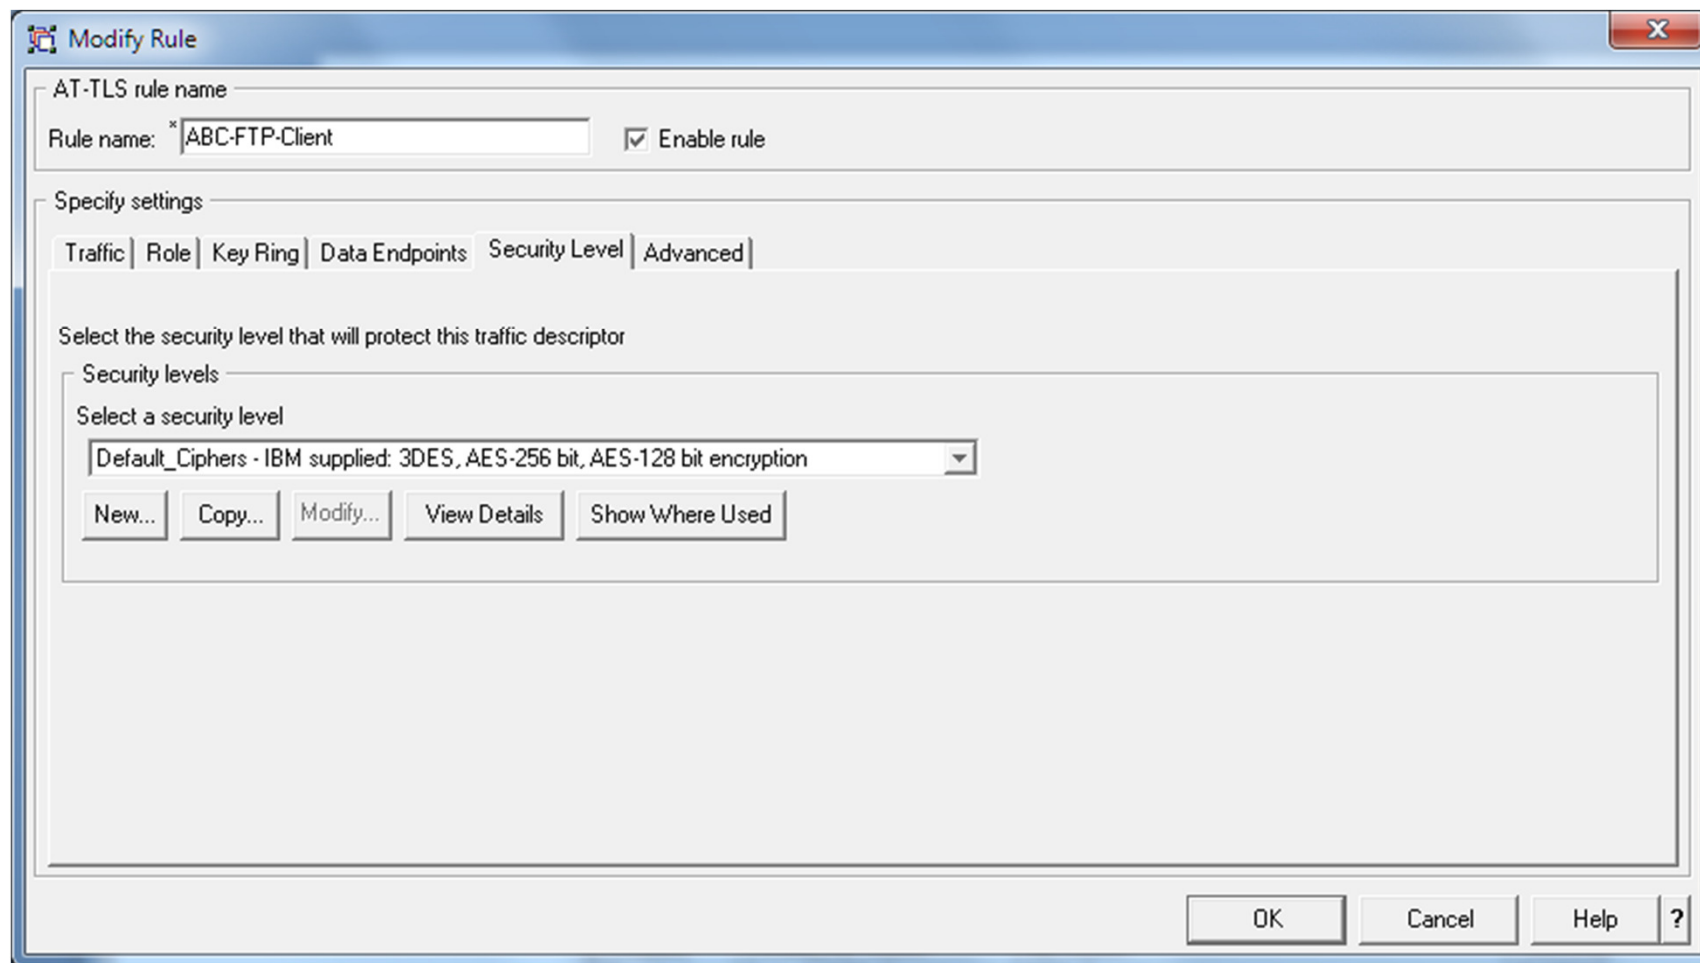 Modify Rule
x
AT-TLS rule name
Rule name: * ABC-FTP-Client Enable rule
Specify settings
Traffic Role Key Ring Data Endpoints Security Level Advanced
Select the security level that will protect this traffic descriptor
Security levels
Select a security level
Default_Ciphers - IBM supplied: 3DES, AES-256 bit, AES-128 bit encryption
New... Copy... Modify... View Details Show Where Used
OK Cancel Help ?